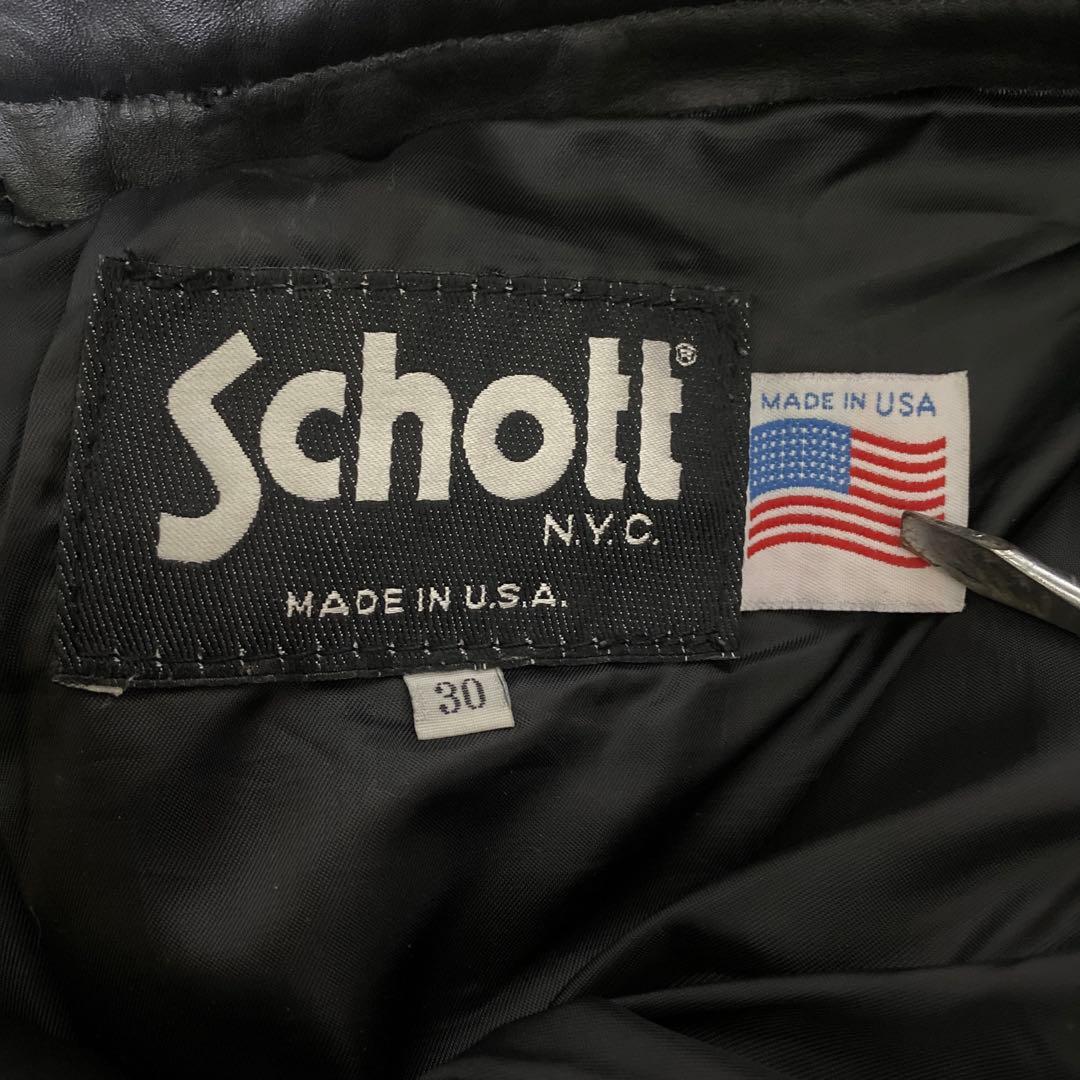 Schott®
N.Y.C.
MADE IN U.S.A.
30
MADE IN USA